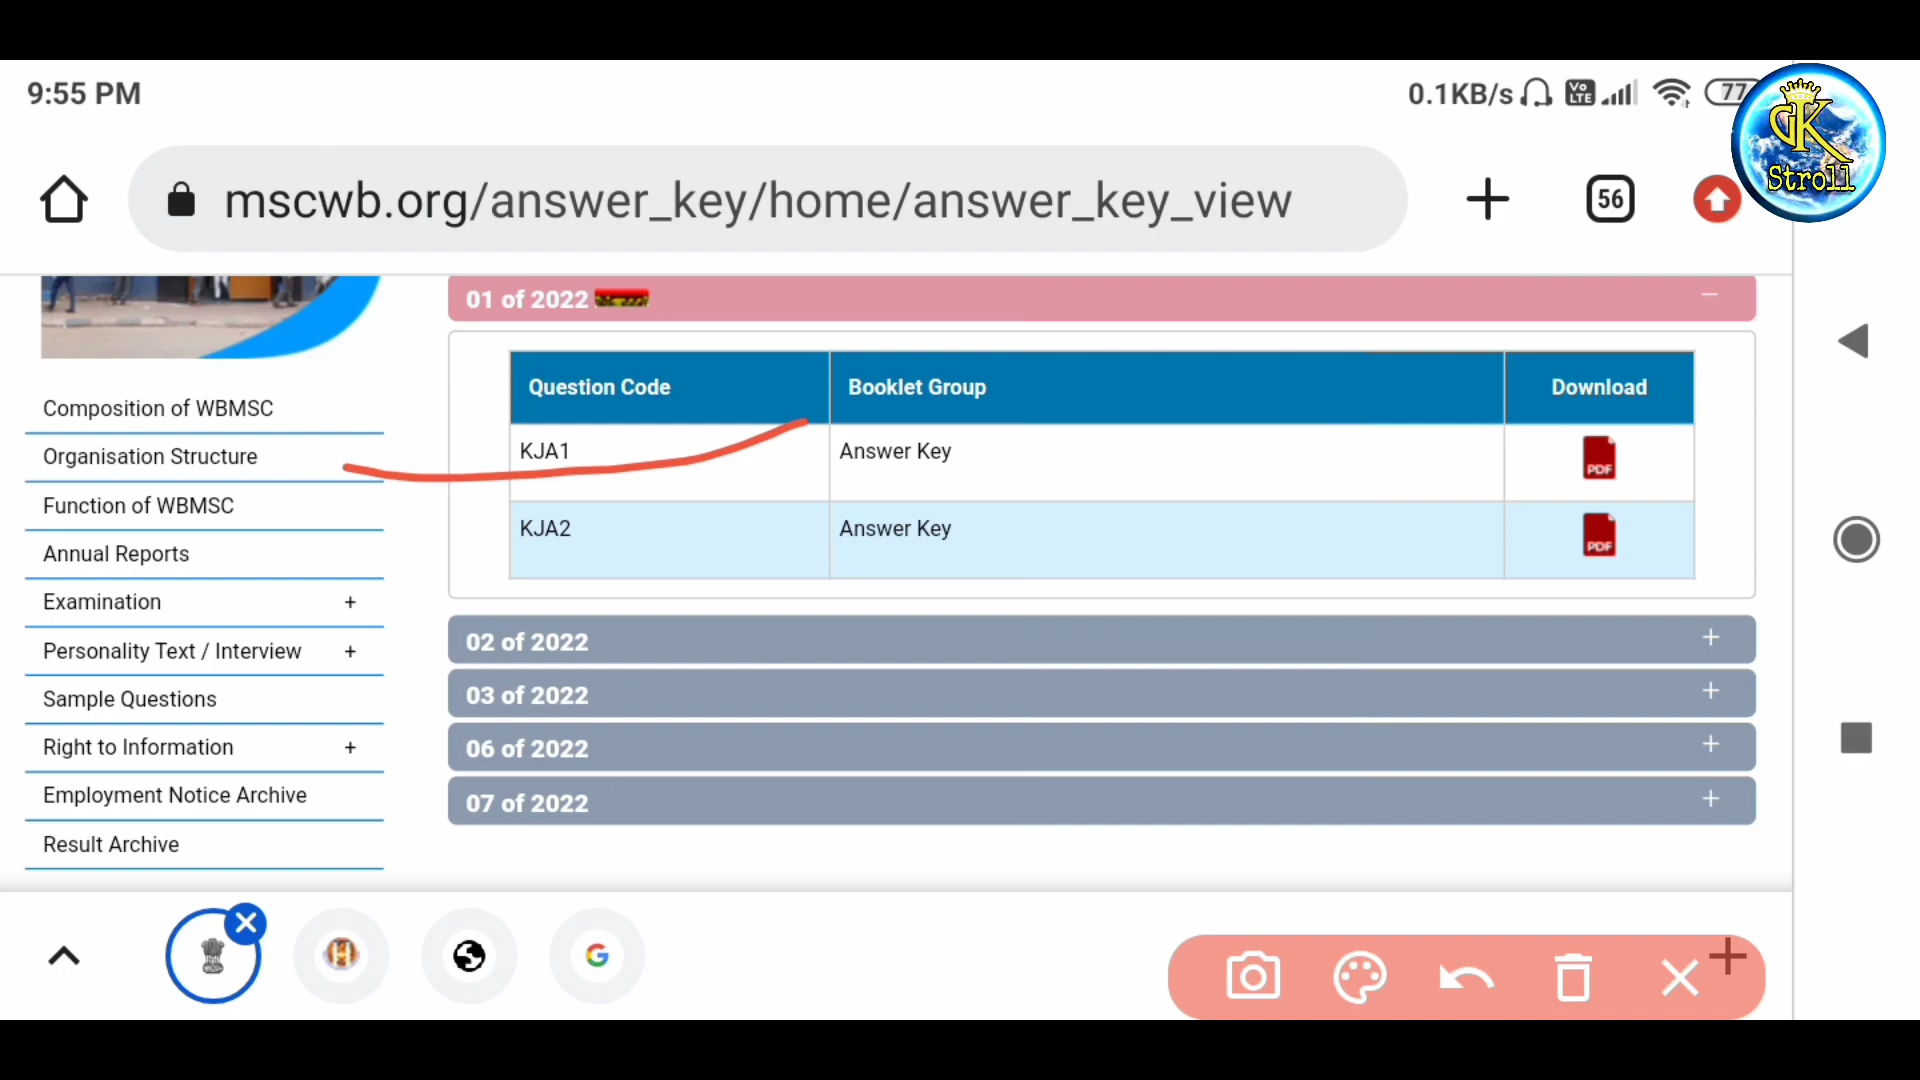 9:55 PM
0.1KB/s
Vo LTE
77
GK
Stroll
mscwb.org/answer_key/home/answer_key_view
56
01 of 2022
Question Code Booklet Group Download
KJA1 Answer Key PDF
KJA2 Answer Key PDF
02 of 2022
03 of 2022
06 of 2022
07 of 2022
Composition of WBMSC
Organisation Structure
Function of WBMSC
Annual Reports
Examination +
Personality Text / Interview +
Sample Questions
Right to Information +
Employment Notice Archive
Result Archive
G